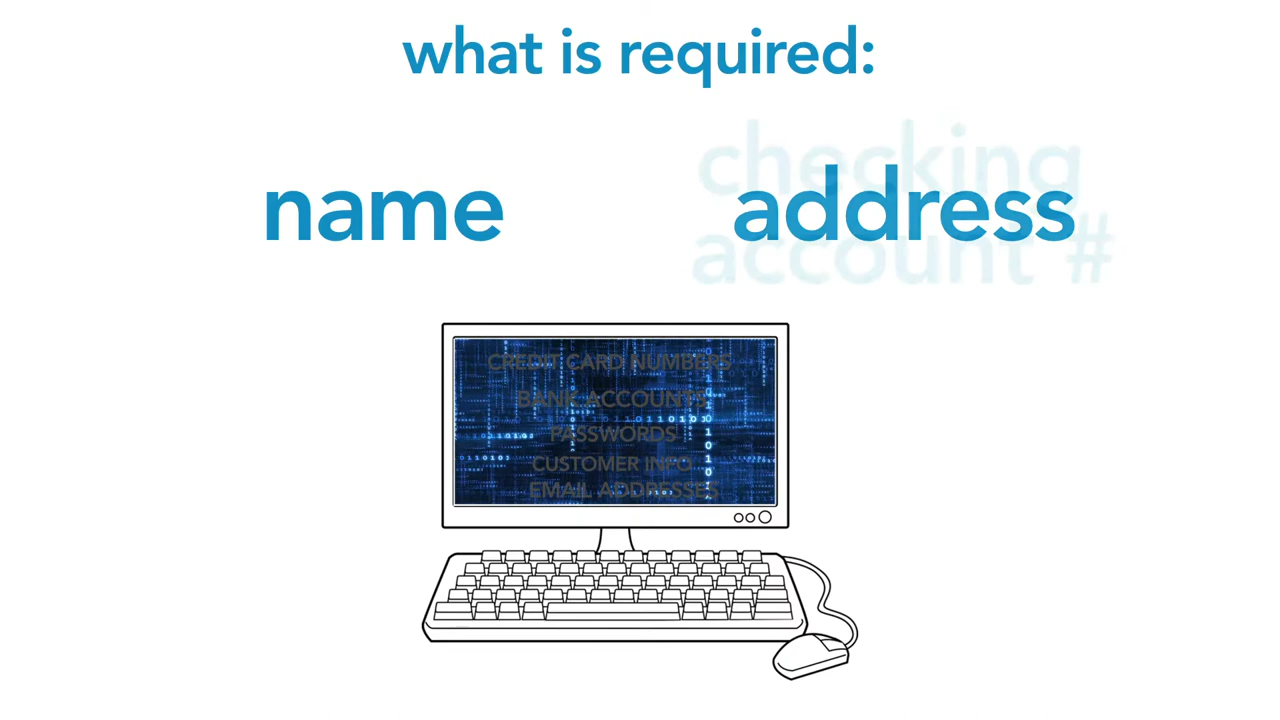 what is required:
name
address
checking
account #
CREDIT CARD NUMBERS
BANK ACCOUNTS
PASSWORDS
CUSTOMER INFO
EMAIL ADDRESSES